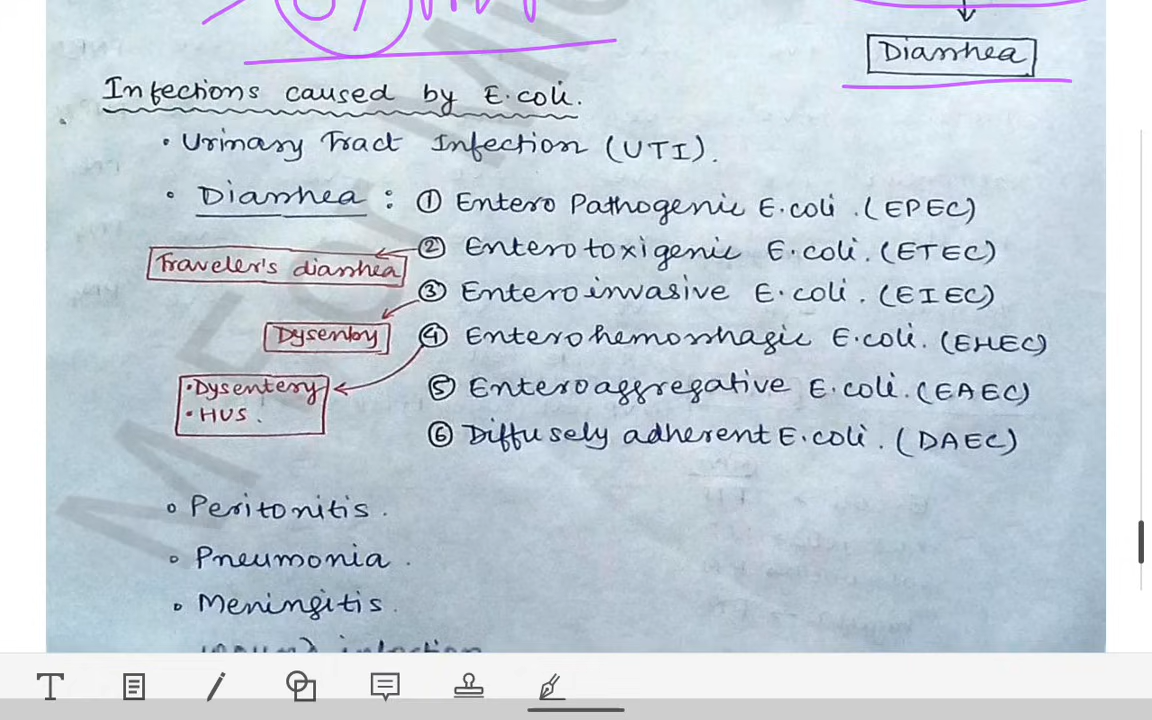 Diarrhea
Infections caused by E.coli.
• Urinary Tract Infection (UTI).
• Diarrhea : ① Entero Pathogenic E.coli. (EPEC)
Traveler's diarrhea ② Enterotoxigenic E.coli. (ETEC)
③ Enteroinvasive E.coli. (EIEC)
Dysentry ④ Enterohemorrhagic E.coli. (EHEC)
• Dysentery
• HUS.
⑤ Enteroaggregative E.coli. (EAEC)
⑥ Diffusely adherent E.coli. (DAEC)
• Peritonitis.
• Pneumonia.
• Meningitis.
infection